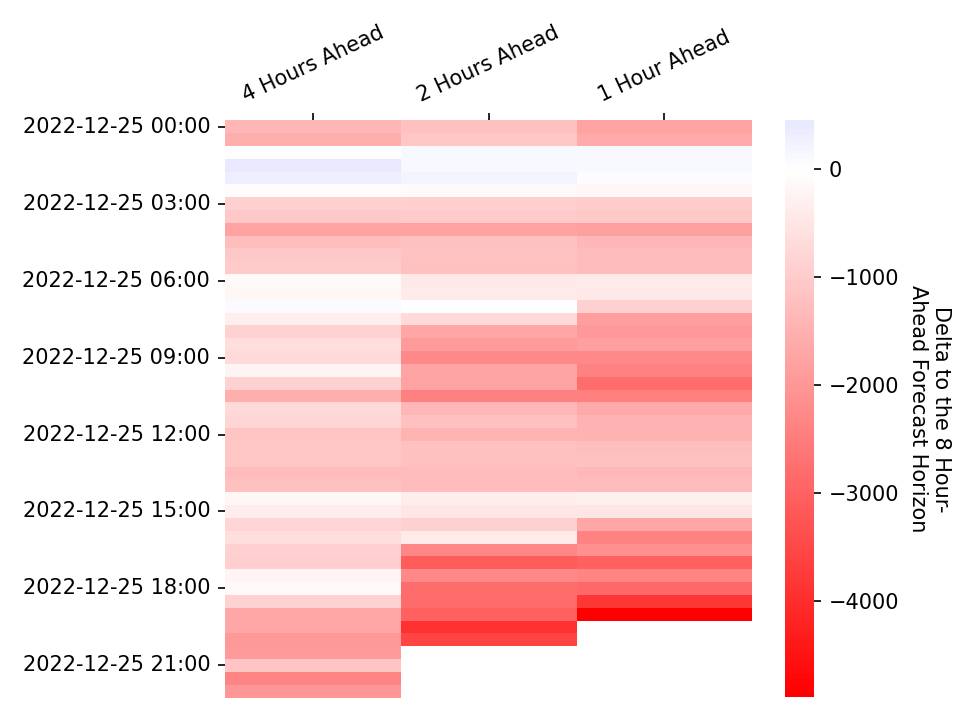 4 Hours Ahead
2 Hours Ahead
1 Hour Ahead
2022-12-25 00:00
2022-12-25 03:00
2022-12-25 06:00
2022-12-25 09:00
2022-12-25 12:00
2022-12-25 15:00
2022-12-25 18:00
2022-12-25 21:00
0
−1000
−2000
−3000
−4000
Delta to the 8 Hour-
Ahead Forecast Horizon